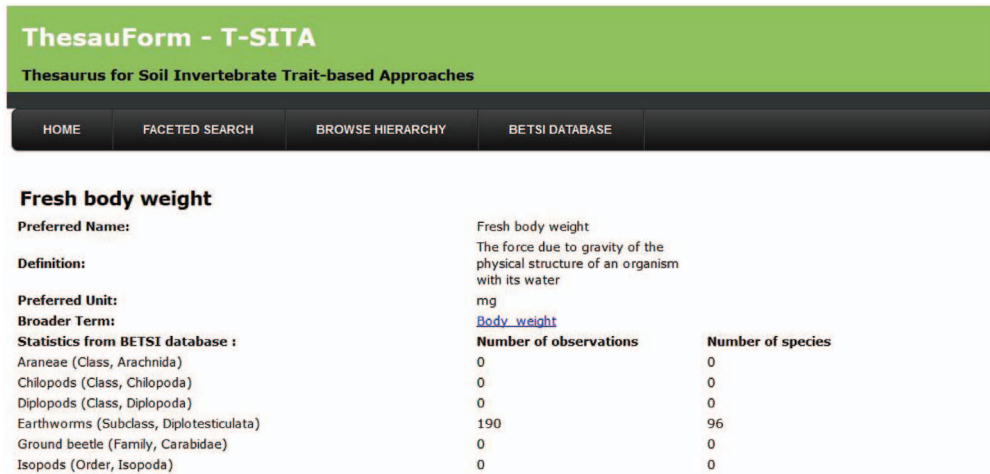 ThesauForm - T-SITA
Thesaurus for Soil Invertebrate Trait-based Approaches
HOME FACETED SEARCH BROWSE HIERARCHY BETSI DATABASE
Fresh body weight
Preferred Name: Fresh body weight
The force due to gravity of the
Definition: physical structure of an organism
with its water
Preferred Unit: mg
Broader Term: Body weight
Statistics from BETSI database : Number of observations Number of species
Araneae (Class, Arachnida) 0 0
Chilopods (Class, Chilopoda) 0 0
Diplopods (Class, Diplopoda) 0 0
Earthworms (Subclass, Diplotesticulata) 190 96
Ground beetle (Family, Carabidae) 0 0
Isopods (Order, Isopoda) 0 0